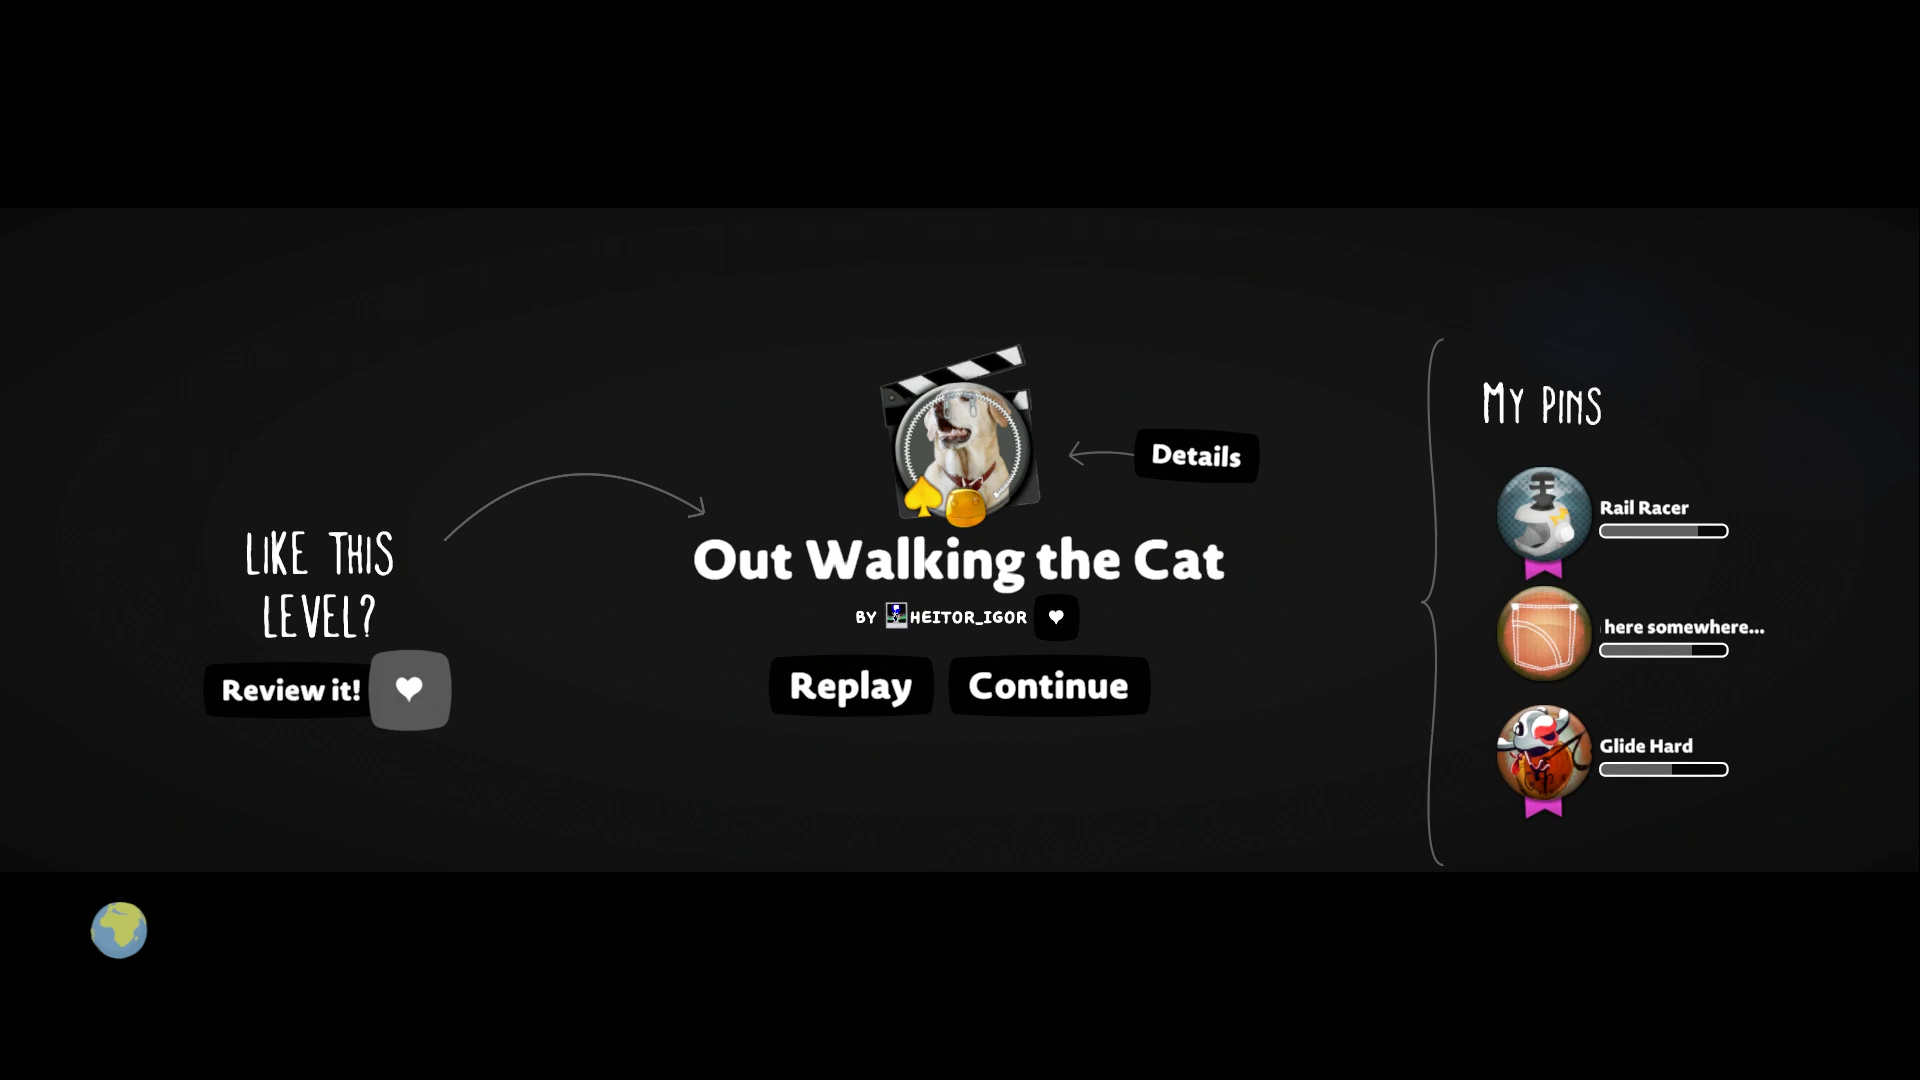 LIKE THIS
LEVEL?
Review it!
Details
Out Walking the Cat
BY HEITOR_IGOR
Replay
Continue
My pins
Rail Racer
here somewhere...
Glide Hard